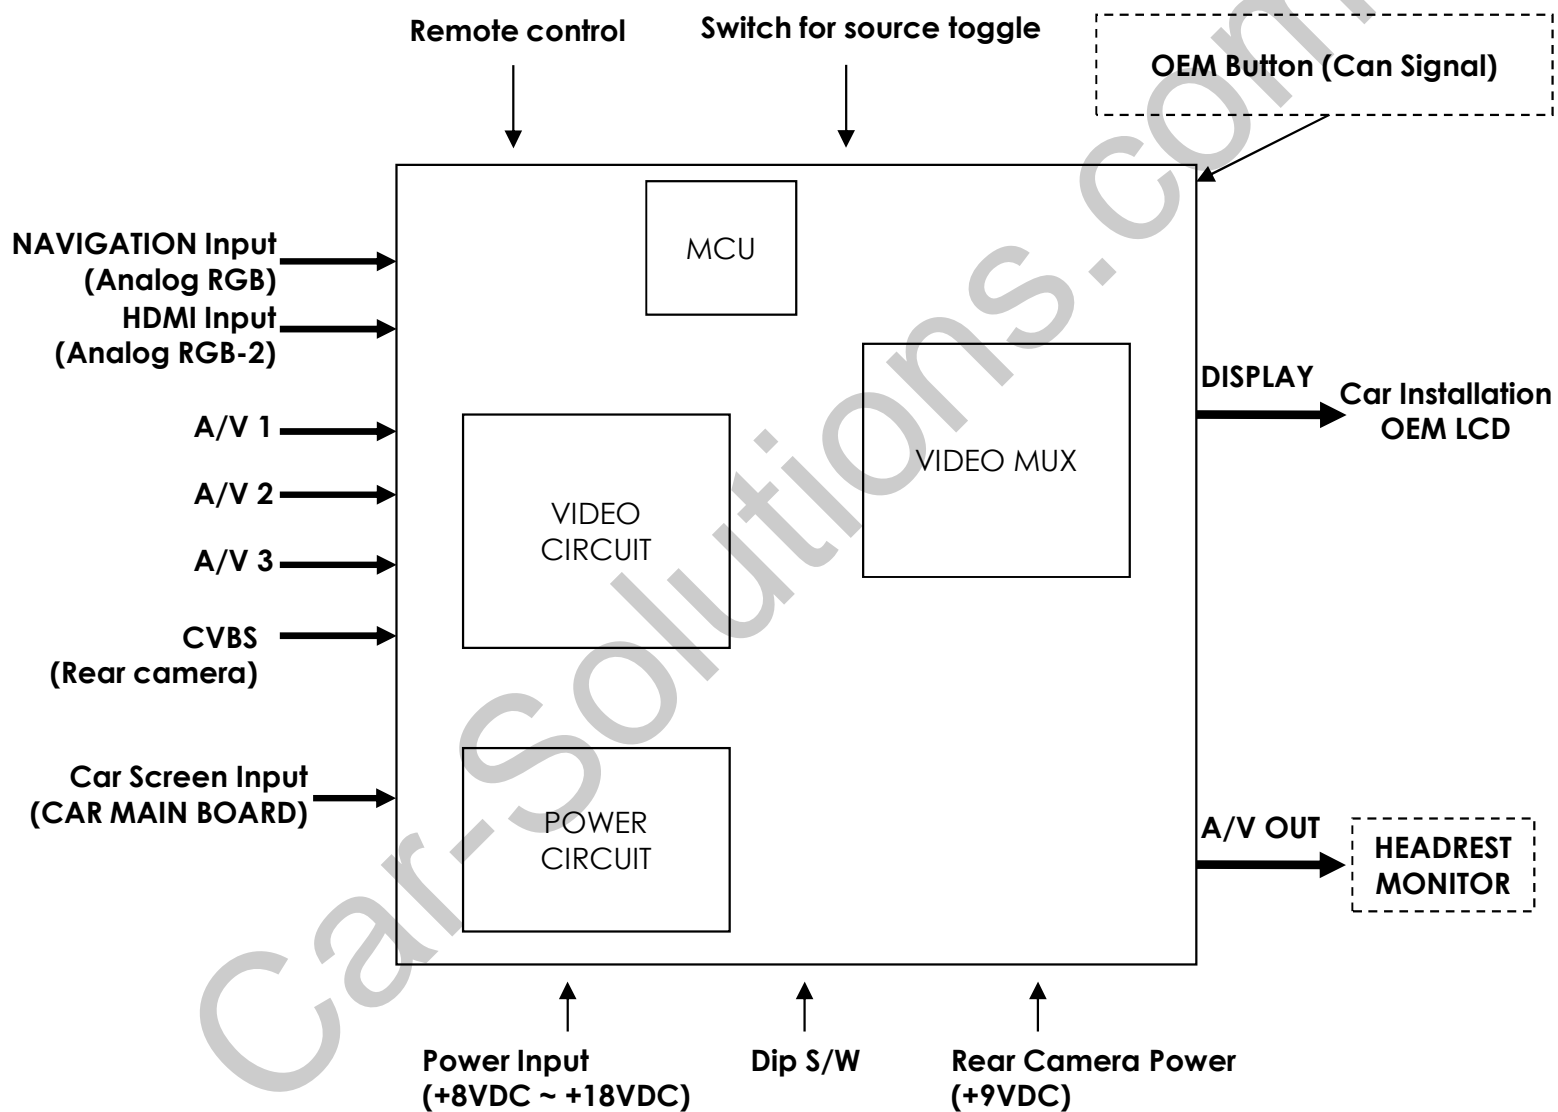 Remote control
Switch for source toggle
OEM Button (Can Signal)
NAVIGATION Input
(Analog RGB)
HDMI Input
(Analog RGB-2)
A/V 1
A/V 2
A/V 3
CVBS
(Rear camera)
Car Screen Input
(CAR MAIN BOARD)
MCU
VIDEO
CIRCUIT
VIDEO MUX
POWER
CIRCUIT
DISPLAY
Car Installation
OEM LCD
A/V OUT
HEADREST
MONITOR
Power Input
(+8VDC ~ +18VDC)
Dip S/W
Rear Camera Power
(+9VDC)
Car-Solutions.com